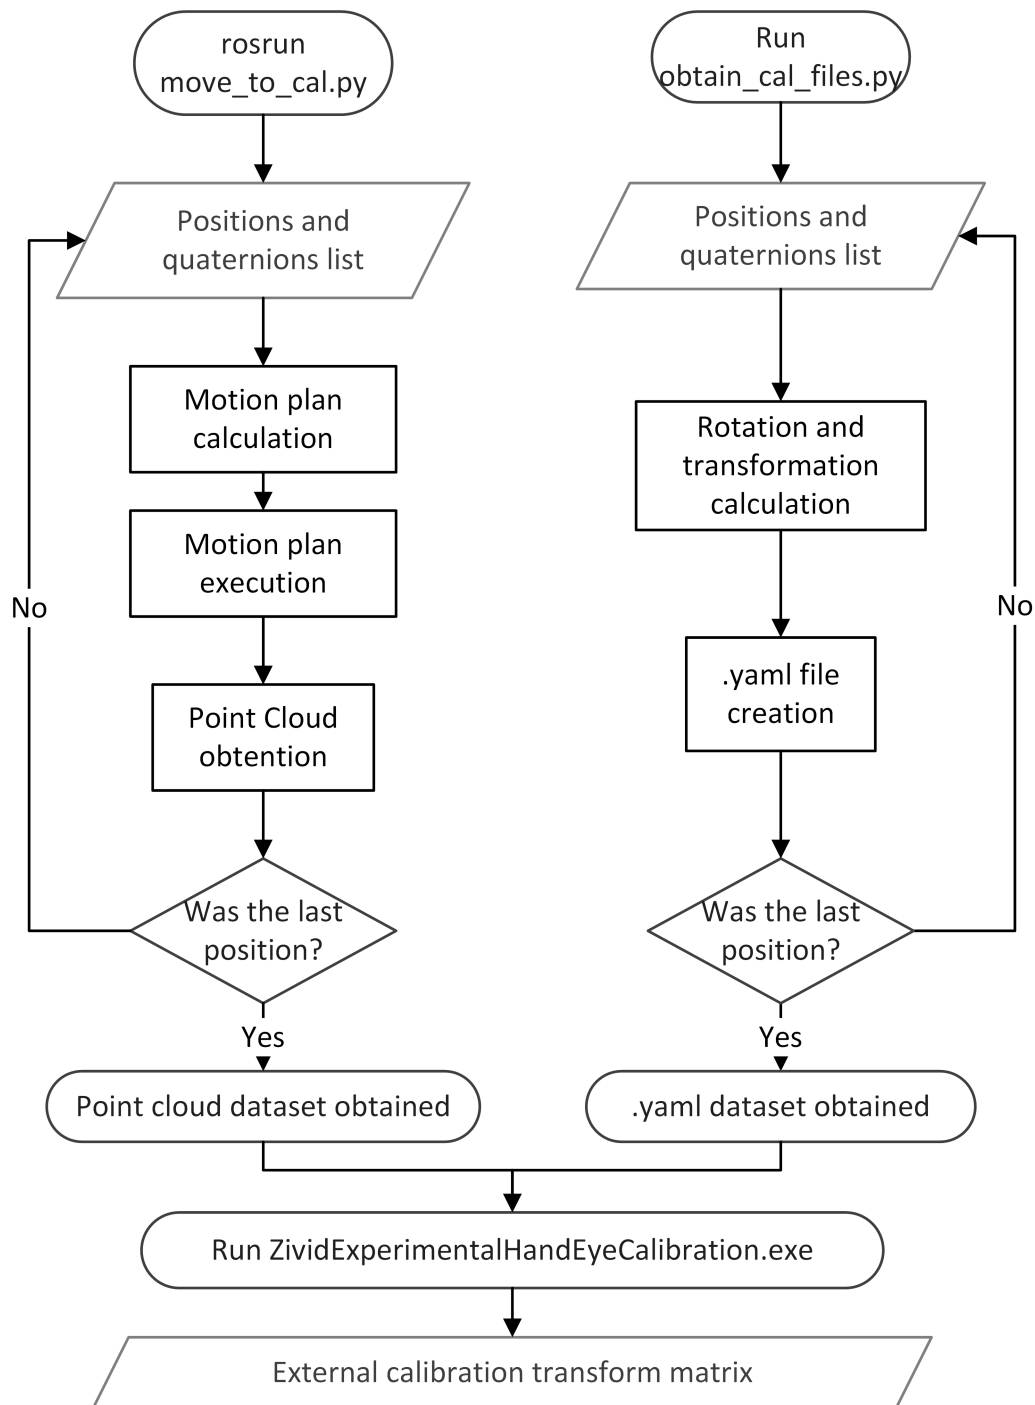 rosrun
move_to_cal.py
Positions and
quaternions list
Motion plan
calculation
Motion plan
execution
No
Point Cloud
obtention
Was the last
position?
Yes
Point cloud dataset obtained
Run
obtain_cal_files.py
Positions and
quaternions list
Rotation and
transformation
calculation
No
.yaml file
creation
Was the last
position?
Yes
.yaml dataset obtained
Run ZividExperimentalHandEyeCalibration.exe
External calibration transform matrix